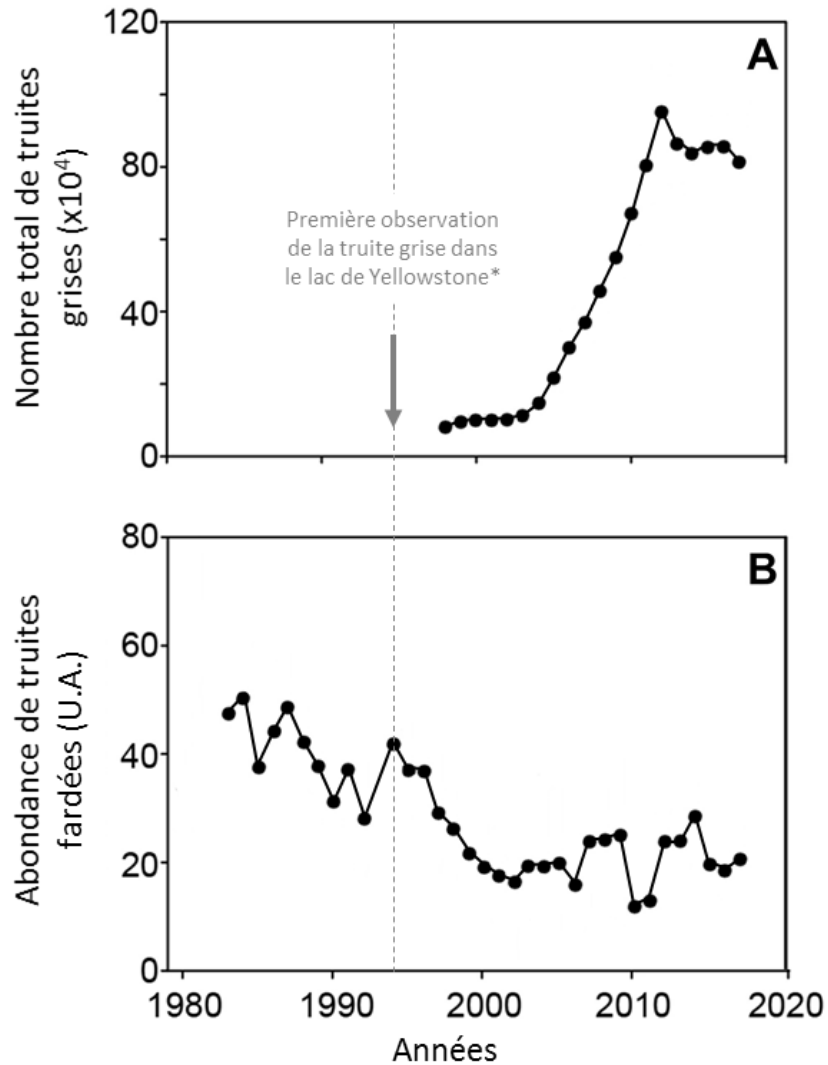 120
A
80
40
0
Nombre total de truites
grises (x10⁴)
Première observation
de la truite grise dans
le lac de Yellowstone*
80
B
60
40
20
0
Abondance de truites
fardées (U.A.)
1980 1990 2000 2010 2020
Années